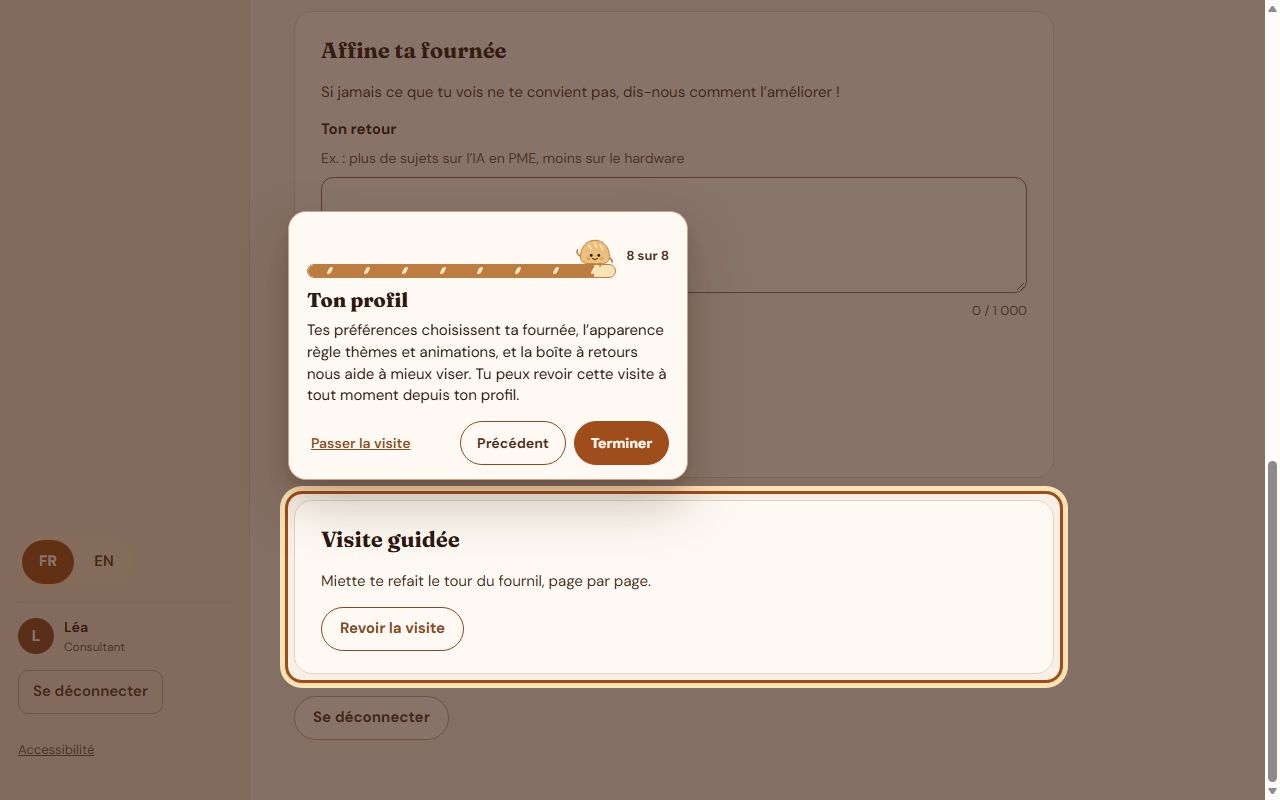 Affine ta fournée
Si jamais ce que tu vois ne te convient pas, dis-nous comment l’améliorer !
Ton retour
Ex. : plus de sujets sur l’IA en PME, moins sur le hardware
8 sur 8
Ton profil
Tes préférences choisissent ta fournée, l’apparence
règle thèmes et animations, et la boîte à retours
nous aide à mieux viser. Tu peux revoir cette visite à
tout moment depuis ton profil.
Passer la visite
Précédent
Terminer
0 / 1 000
Visite guidée
Miette te refait le tour du fournil, page par page.
Revoir la visite
Se déconnecter
FR
EN
L
Léa
Consultant
Se déconnecter
Accessibilité